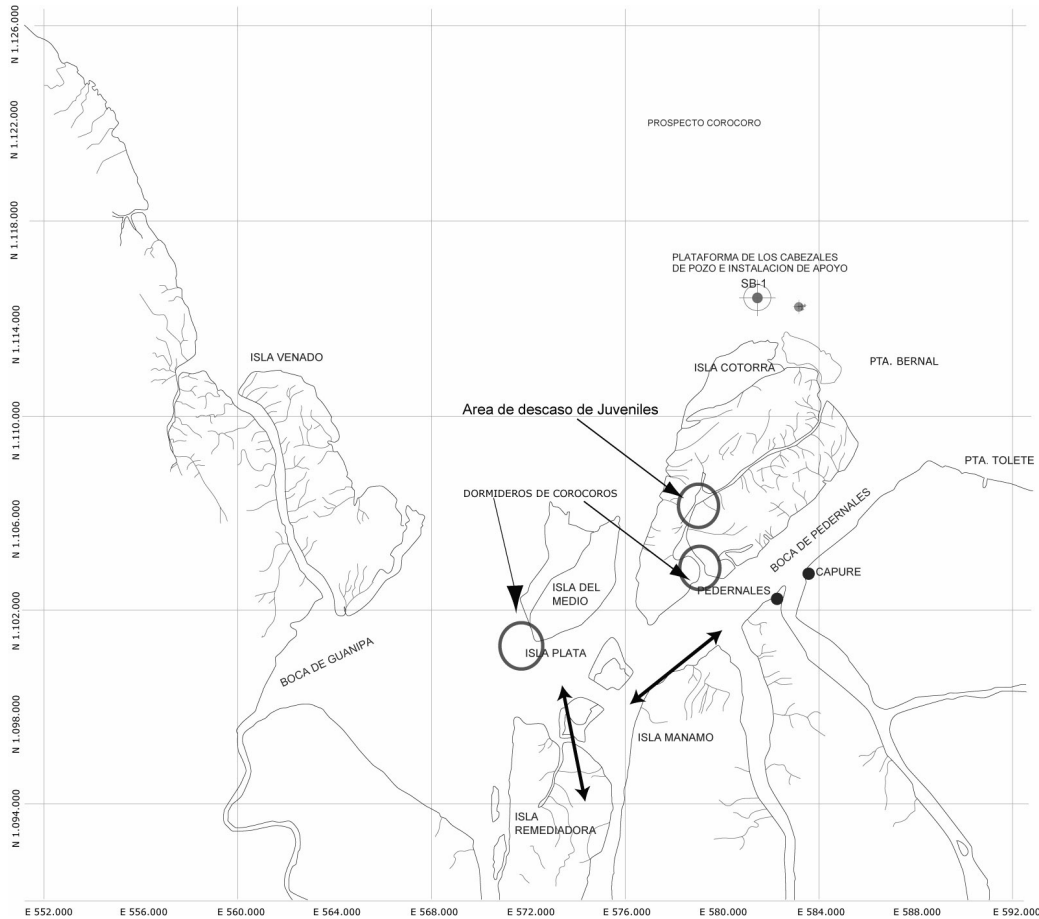 N 1.126.000
N 1.122.000
N 1.118.000
N 1.114.000
N 1.110.000
N 1.106.000
N 1.102.000
N 1.098.000
N 1.094.000
PROSPECTO COROCORO
PLATAFORMA DE LOS CABEZALES
DE POZO E INSTALACION DE APOYO
SB-1
ISLA VENADO
ISLA COTORRA
PTA. BERNAL
Area de descaso de Juveniles
PTA. TOLETE
DORMIDEROS DE COROCOROS
BOCA DE PEDERNALES
CAPURE
PEDERNALES
ISLA DEL
MEDIO
ISLA PLATA
BOCA DE GUANIPA
ISLA MANAMO
ISLA
REMEDIADORA
E 552.000
E 556.000
E 560.000
E 564.000
E 568.000
E 572.000
E 576.000
E 580.000
E 584.000
E 588.000
E 592.000